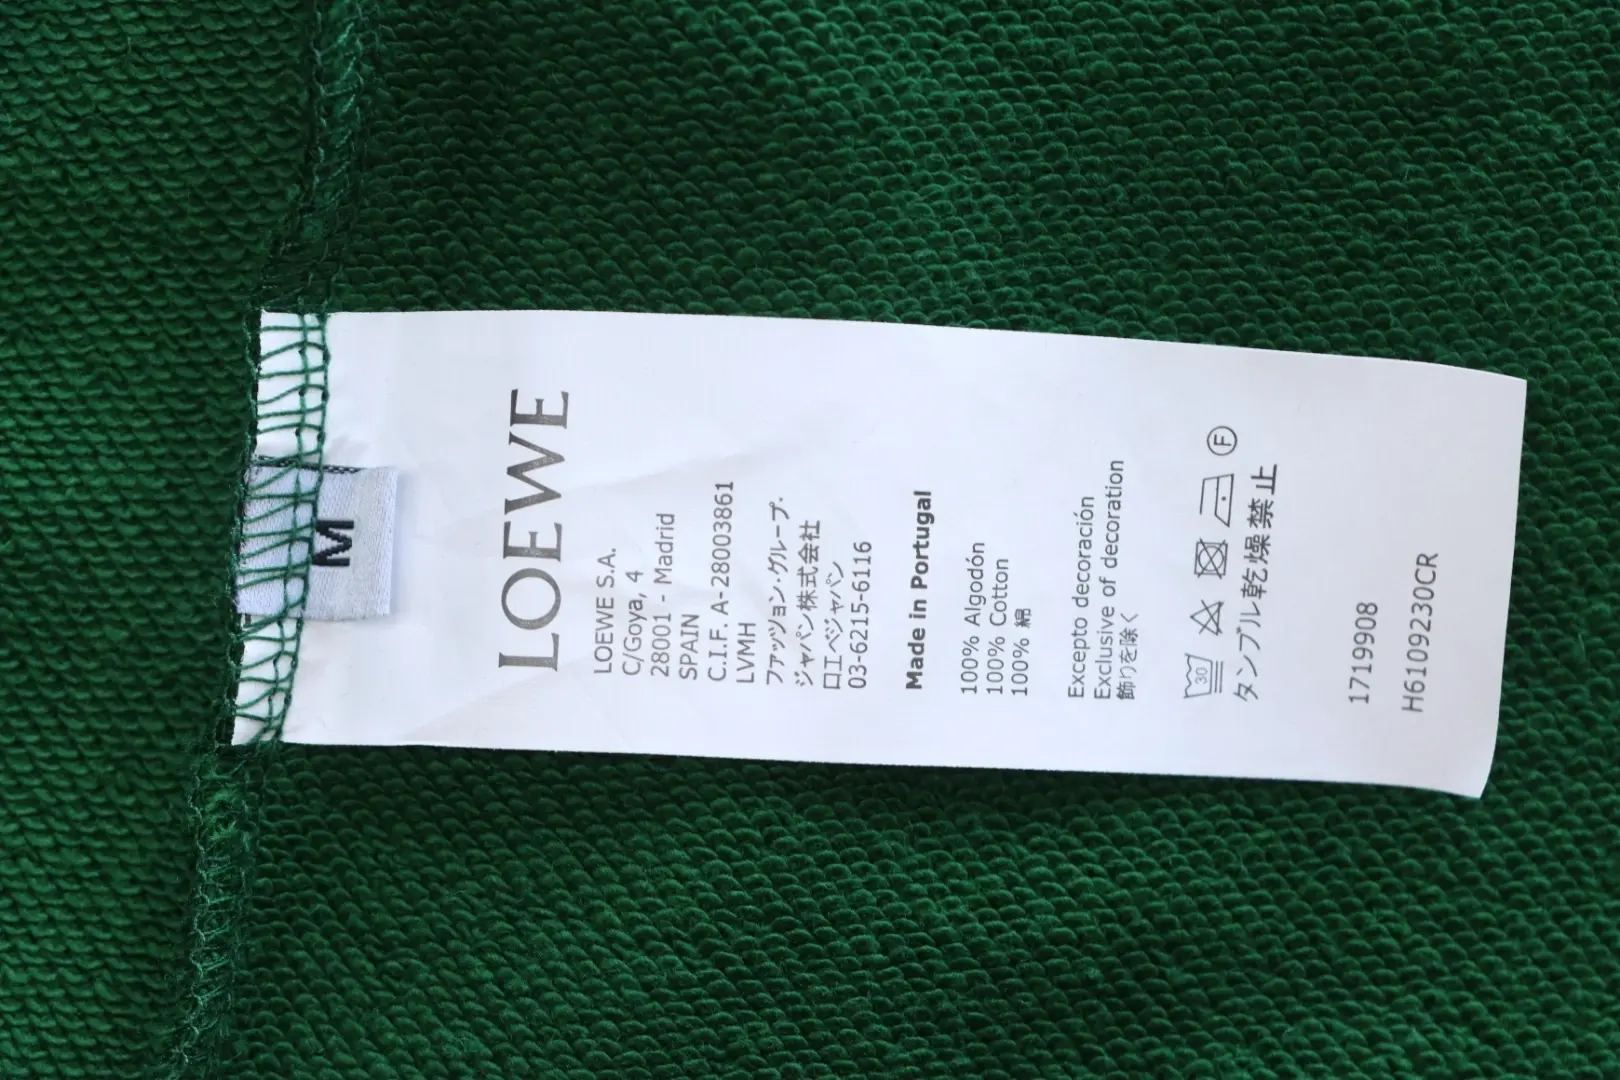 M
LOEWE
LOEWE S.A.
C/Goya, 4
28001 - Madrid
SPAIN
C.I.F. A-28003861
LVMH
ファッション・グループ・
ジャパン株式会社
ロエベジャパン
03-6215-6116
Made in Portugal
100% Algodón
100% Cotton
100% 綿
Excepto decoración
Exclusive of decoration
飾りを除く
30 F
タンブル乾燥禁止
1719908
H6109230CR